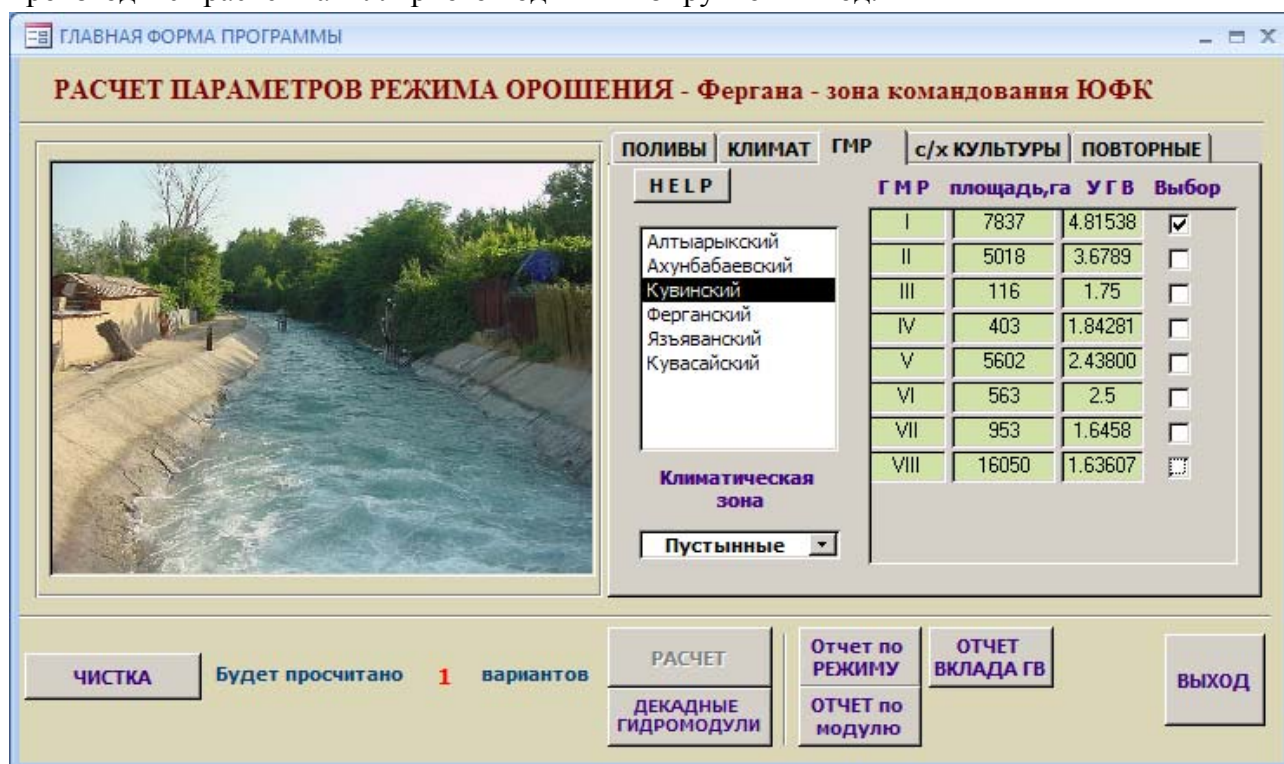 ГЛАВНАЯ ФОРМА ПРОГРАММЫ
РАСЧЕТ ПАРАМЕТРОВ РЕЖИМА ОРОШЕНИЯ - Фергана - зона командования ЮФК
ПОЛИВЫ КЛИМАТ ГМР с/х КУЛЬТУРЫ ПОВТОРНЫЕ
HELP
Алтыарыкский
Ахунбабаевский
Кувинский
Ферганский
Язъяванский
Кувасайский
Климатическая
зона
Пустынные
ГМР площадь,га УГВ Выбор
I 7837 4.81538
II 5018 3.6789
III 116 1.75
IV 403 1.84281
V 5602 2.43800
VI 563 2.5
VII 953 1.6458
VIII 16050 1.63607
ЧИСТКА
Будет просчитано 1 вариантов
РАСЧЕТ
ДЕКАДНЫЕ
ГИДРОМОДУЛИ
Отчет по
РЕЖИМУ
ОТЧЕТ по
модулю
ОТЧЕТ
ВКЛАДА ГВ
ВЫХОД